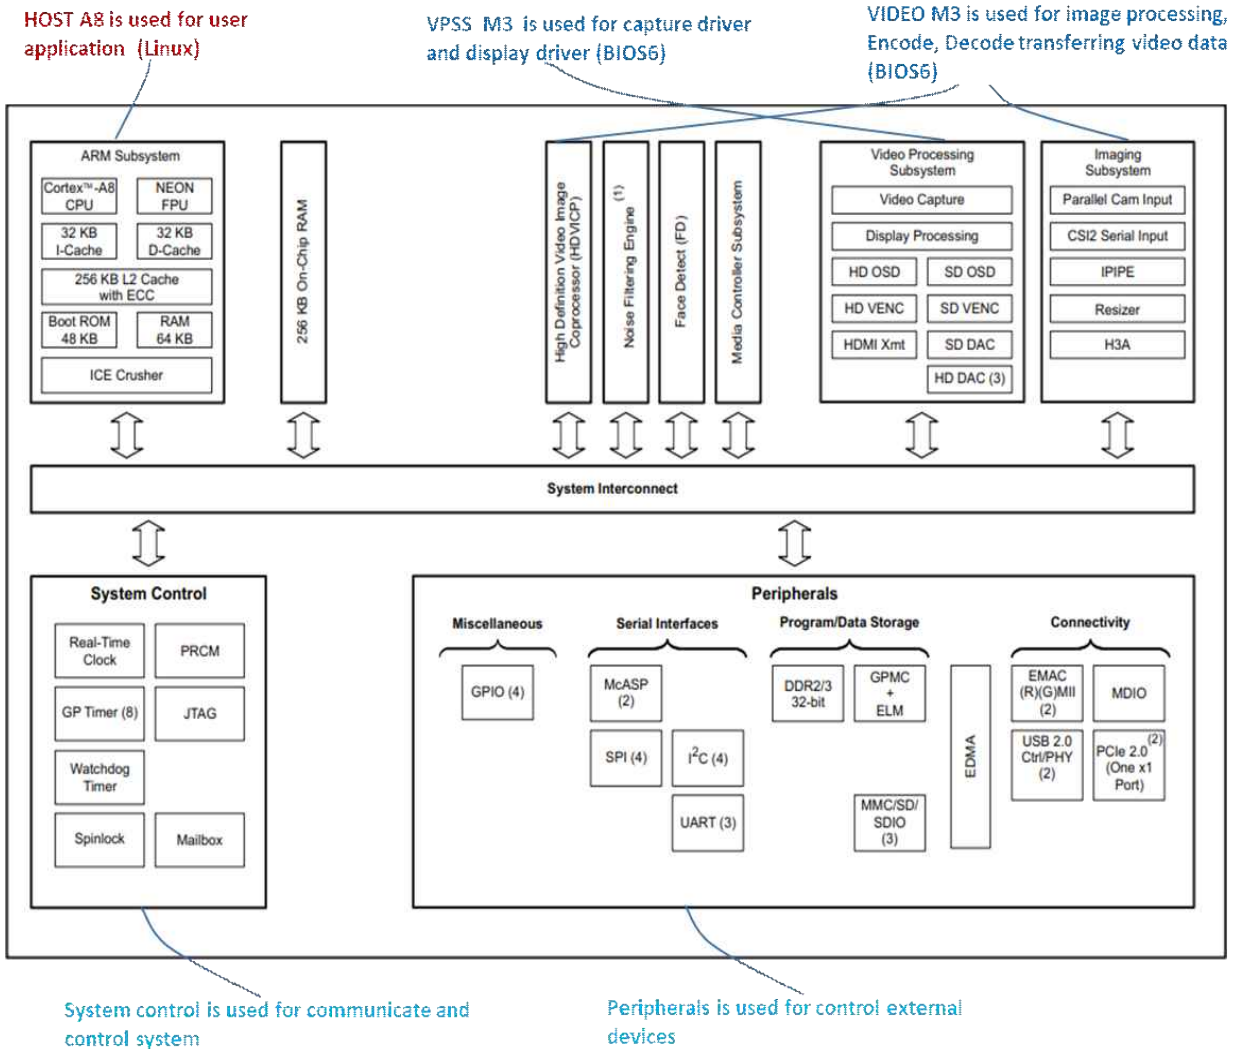 HOST A8 is used for user
application (Linux)
VPSS M3 is used for capture driver
and display driver (BIOS6)
VIDEO M3 is used for image processing,
Encode, Decode transferring video data
(BIOS6)
ARM Subsystem
Cortex™-A8
CPU
NEON
FPU
32 KB
I-Cache
32 KB
D-Cache
256 KB L2 Cache
with ECC
Boot ROM
48 KB
RAM
64 KB
ICE Crusher
256 KB On-Chip RAM
High Definition Video Image
Coprocessor (HDVICP)
Noise Filtering Engine (1)
Face Detect (FD)
Media Controller Subsystem
Video Processing
Subsystem
Video Capture
Display Processing
HD OSD
SD OSD
HD VENC
SD VENC
HDMI Xmt
SD DAC
HD DAC (3)
Imaging
Subsystem
Parallel Cam Input
CSI2 Serial Input
IPIPE
Resizer
H3A
System Interconnect
System Control
Real-Time
Clock
PRCM
GP Timer (8)
JTAG
Watchdog
Timer
Spinlock
Mailbox
Peripherals
Miscellaneous
GPIO (4)
Serial Interfaces
McASP
(2)
SPI (4)
I²C (4)
UART (3)
Program/Data Storage
DDR2/3
32-bit
GPMC
+
ELM
MMC/SD/
SDIO
(3)
EDMA
Connectivity
EMAC
(R)(G)MII
(2)
MDIO
USB 2.0
Ctrl/PHY
(2)
PCIe 2.0 (2)
(One x1
Port)
System control is used for communicate and
control system
Peripherals is used for control external
devices